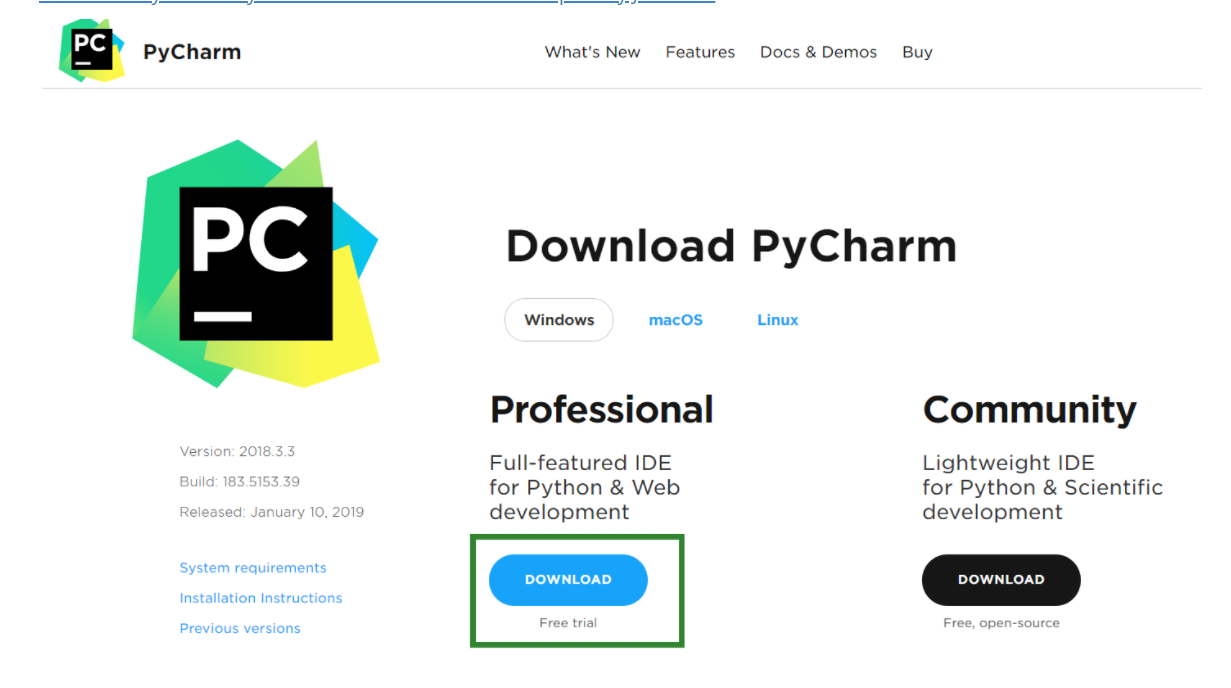 PC
PyCharm
What's New Features Docs & Demos Buy
PC
Download PyCharm
Windows macOS Linux
Professional
Full-featured IDE
for Python & Web
development
DOWNLOAD
Free trial
Community
Lightweight IDE
for Python & Scientific
development
DOWNLOAD
Free, open-source
Version: 2018.3.3
Build: 183.5153.39
Released: January 10, 2019
System requirements
Installation Instructions
Previous versions